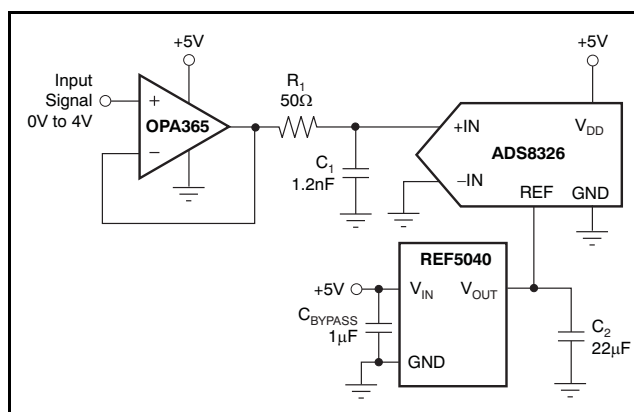 +5V
Input
Signal
0V to 4V
+
−
OPA365
R1
50Ω
C1
1.2nF
+5V
+IN
VDD
ADS8326
−IN
REF
GND
REF5040
+5V
VIN
VOUT
CBYPASS
1μF
GND
C2
22μF